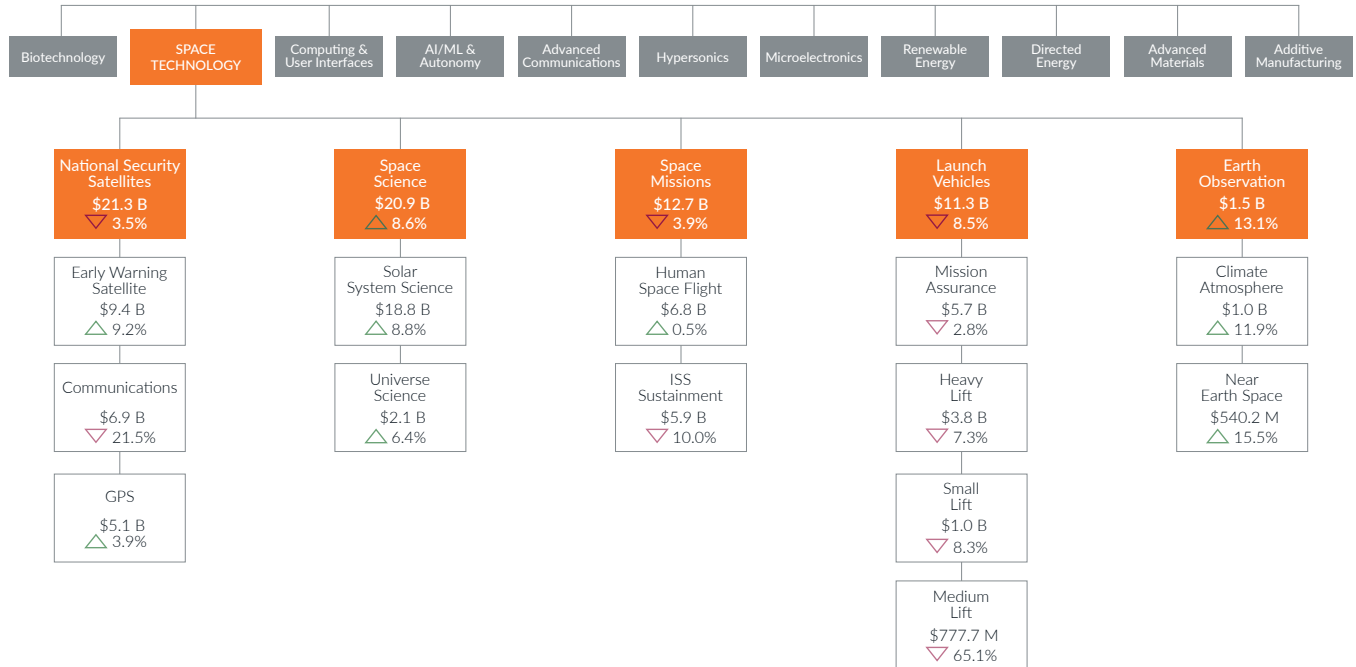 Biotechnology
SPACE
TECHNOLOGY
Computing &
User Interfaces
AI/ML &
Autonomy
Advanced
Communications
Hypersonics
Microelectronics
Renewable
Energy
Directed
Energy
Advanced
Materials
Additive
Manufacturing
National Security
Satellites
$21.3 B
3.5%
Early Warning
Satellite
$9.4 B
9.2%
Communications
$6.9 B
21.5%
GPS
$5.1 B
3.9%
Space
Science
$20.9 B
8.6%
Solar
System Science
$18.8 B
8.8%
Universe
Science
$2.1 B
6.4%
Space
Missions
$12.7 B
3.9%
Human
Space Flight
$6.8 B
0.5%
ISS
Sustainment
$5.9 B
10.0%
Launch
Vehicles
$11.3 B
8.5%
Mission
Assurance
$5.7 B
2.8%
Heavy
Lift
$3.8 B
7.3%
Small
Lift
$1.0 B
8.3%
Medium
Lift
$777.7 M
65.1%
Earth
Observation
$1.5 B
13.1%
Climate
Atmosphere
$1.0 B
11.9%
Near
Earth Space
$540.2 M
15.5%